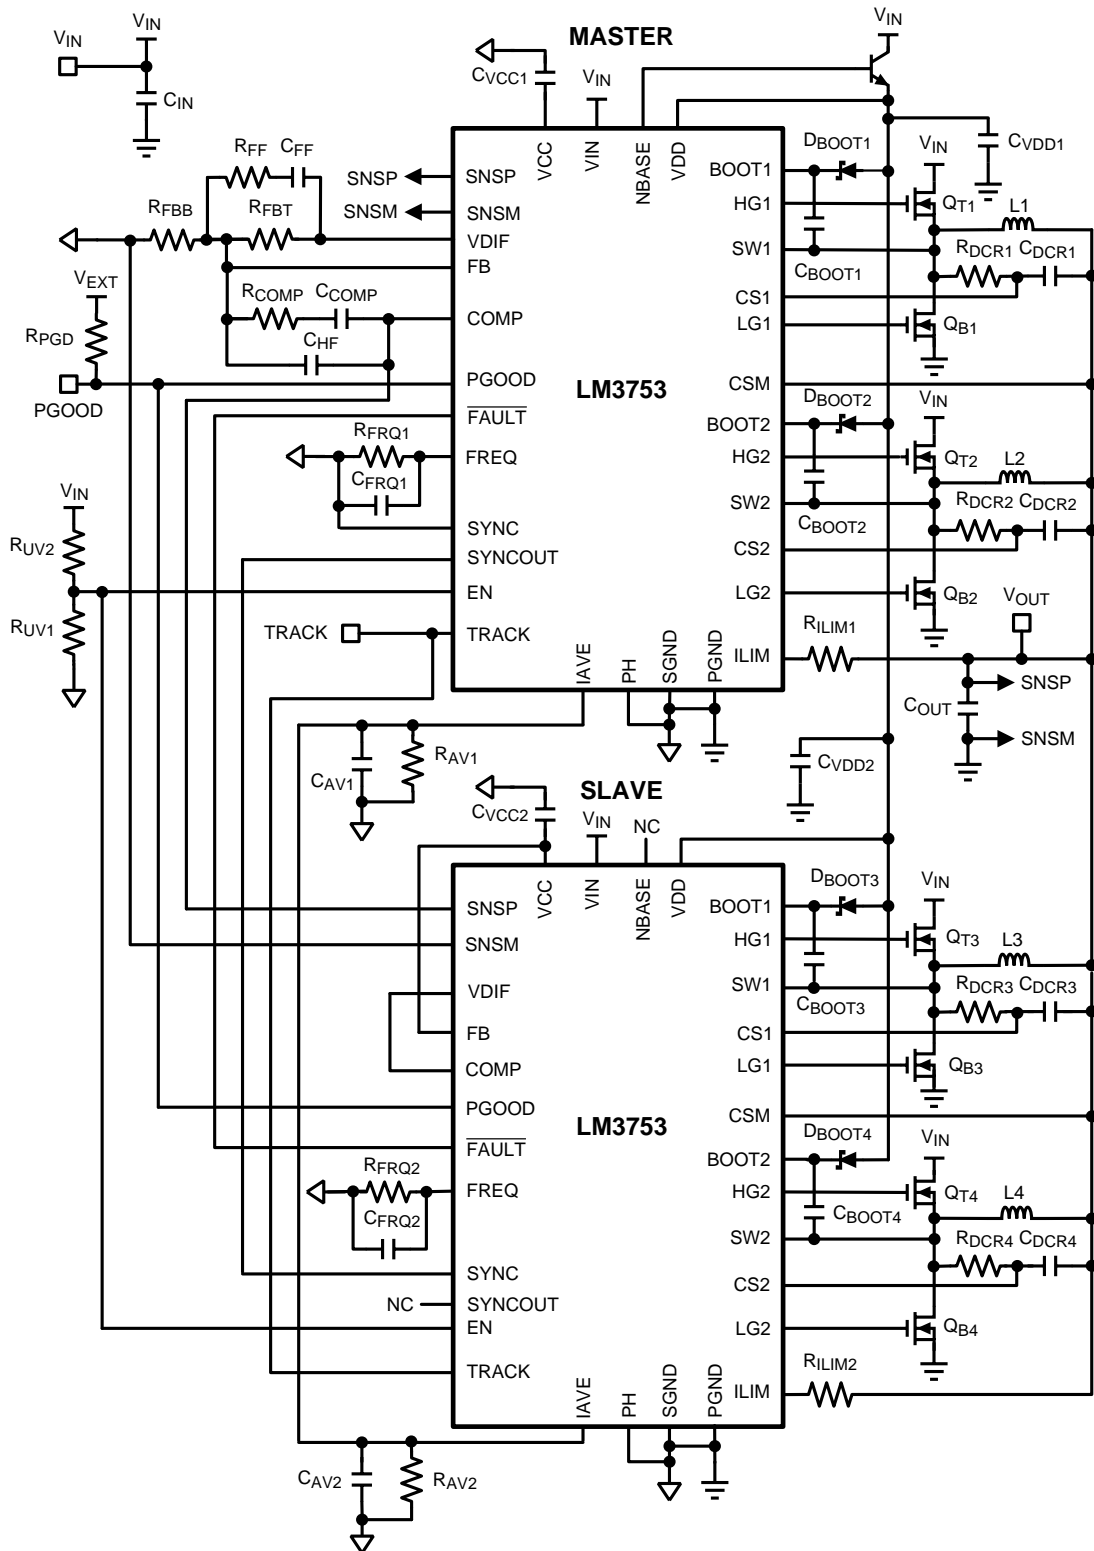 VIN
VIN
CIN
MASTER
VIN
CVCC1
VIN
VCC
VIN
NBASE
VDD
CVDD1
RFF
CFF
RFBB
RFBT
SNSP
SNSM
SNSP
SNSM
VDIF
FB
RCOMP
CCOMP
CHF
COMP
VEXT
RPGD
PGOOD
PGOOD
FAULT
RFRQ1
CFRQ1
FREQ
SYNC
SYNCOUT
VIN
RUV2
RUV1
EN
TRACK
TRACK
LM3753
BOOT1
HG1
SW1
CS1
LG1
CSM
BOOT2
HG2
SW2
CS2
LG2
ILIM
DBOOT1
CBOOT1
VIN
QT1
L1
RDCR1
CDCR1
QB1
DBOOT2
CBOOT2
VIN
QT2
L2
RDCR2
CDCR2
QB2
RILIM1
VOUT
SNSP
COUT
SNSM
IAVE
PH
SGND
PGND
CAV1
RAV1
CVDD2
SLAVE
CVCC2
VIN
NC
VCC
VIN
NBASE
VDD
SNSP
SNSM
VDIF
FB
COMP
PGOOD
FAULT
RFRQ2
CFRQ2
FREQ
SYNC
NC
SYNCOUT
EN
TRACK
LM3753
BOOT1
HG1
SW1
CS1
LG1
CSM
BOOT2
HG2
SW2
CS2
LG2
ILIM
DBOOT3
CBOOT3
VIN
QT3
L3
RDCR3
CDCR3
QB3
DBOOT4
CBOOT4
VIN
QT4
L4
RDCR4
CDCR4
QB4
RILIM2
IAVE
PH
SGND
PGND
CAV2
RAV2